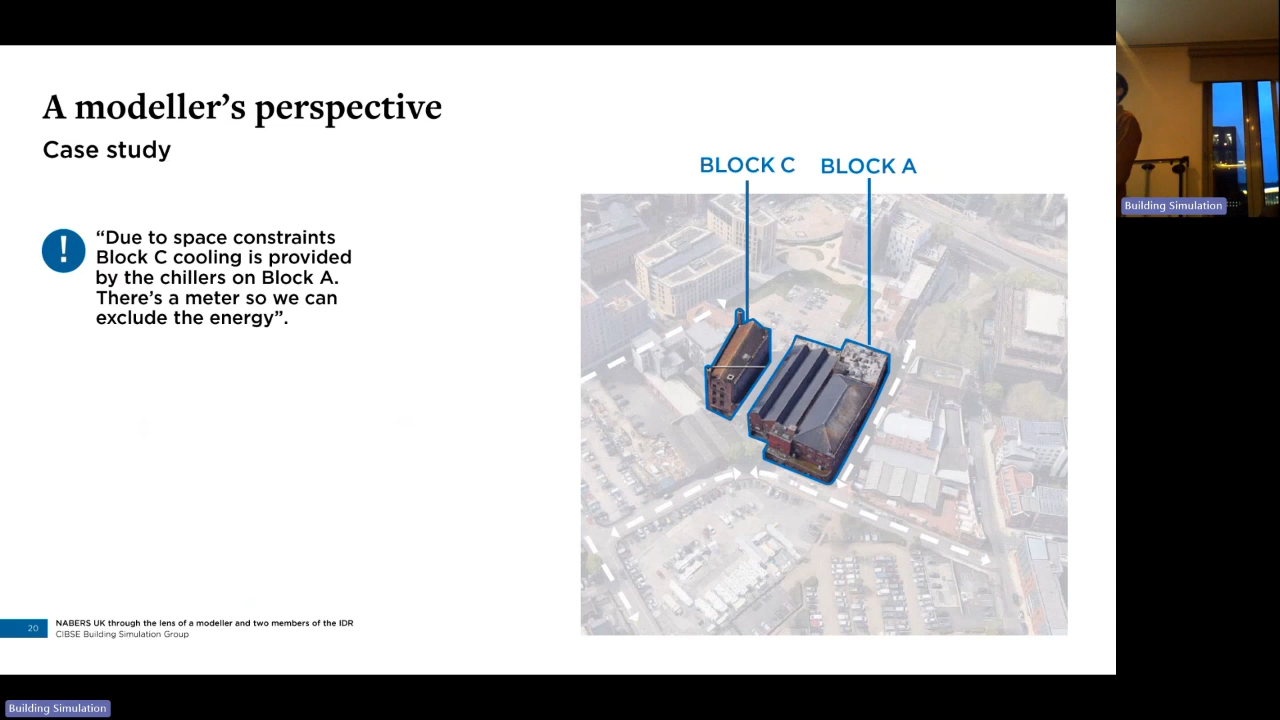 A modeller's perspective
Case study
BLOCK C
BLOCK A
!
“Due to space constraints
Block C cooling is provided
by the chillers on Block A.
There's a meter so we can
exclude the energy”.
20
NABERS UK through the lens of a modeller and two members of the IDR
CIBSE Building Simulation Group
Building Simulation
Building Simulation